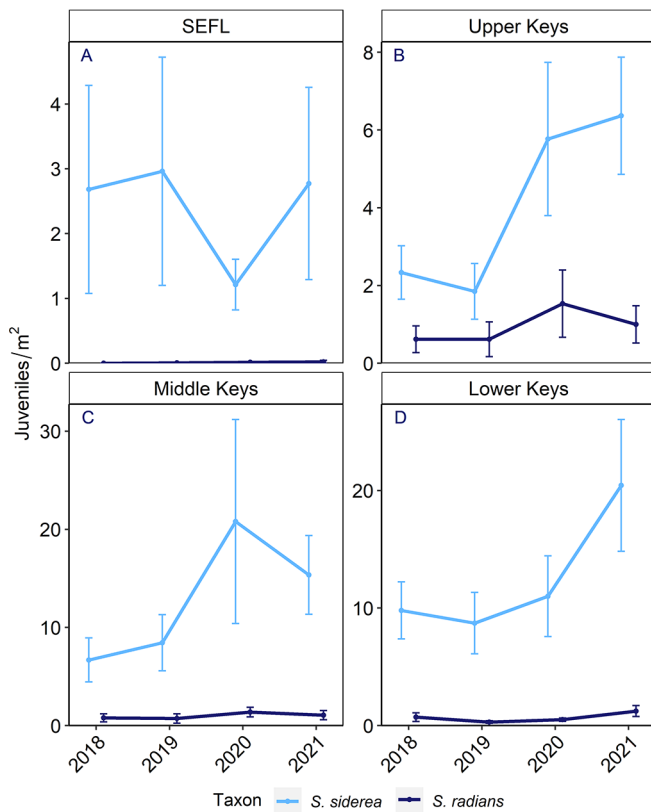 SEFL
Upper Keys
A
B
4
3
2
1
0
8
6
4
2
0
Juveniles/m²
Middle Keys
Lower Keys
C
D
30
20
10
0
20
10
0
2018 2019 2020 2021
2018 2019 2020 2021
Taxon S. siderea S. radians